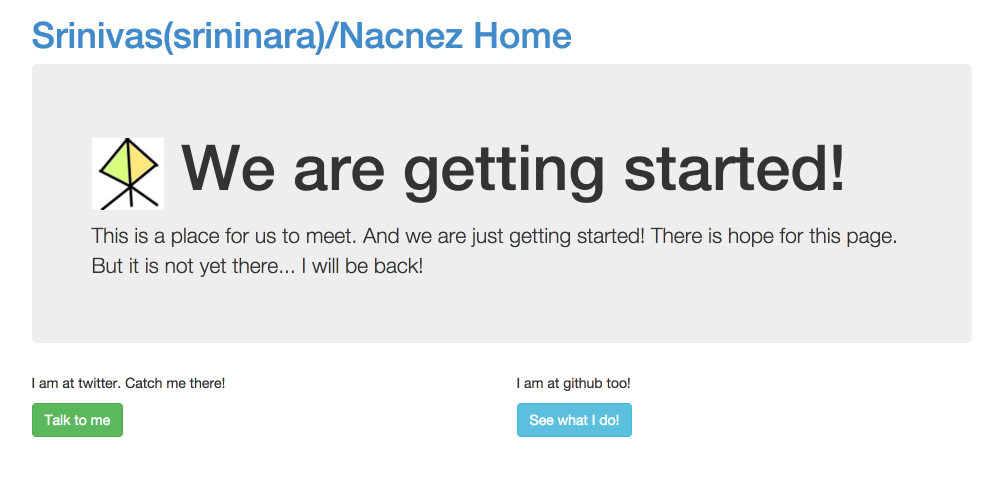 Srinivas(srininara)/Nacnez Home
We are getting started!
This is a place for us to meet. And we are just getting started! There is hope for this page.
But it is not yet there... I will be back!
I am at twitter. Catch me there!
I am at github too!
Talk to me
See what I do!